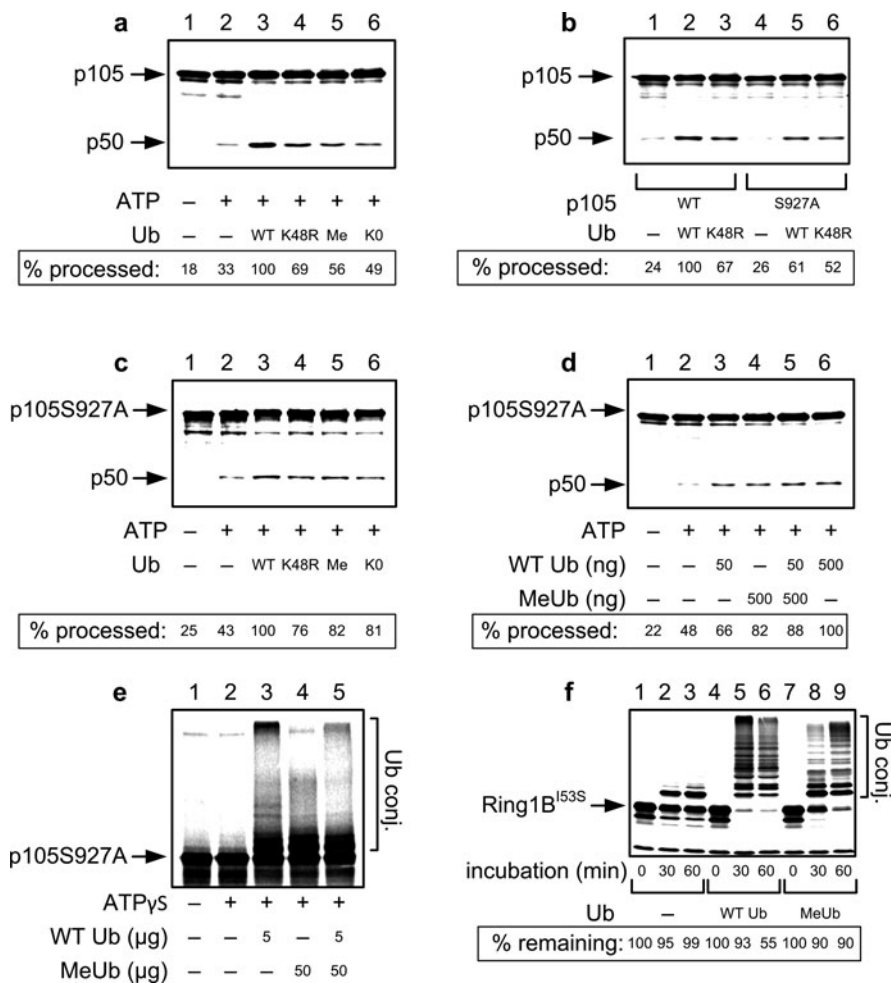 a
1 2 3 4 5 6
p105
p50
ATP – + + + + +
Ub – – WT K48R Me K0
% processed: 18 33 100 69 56 49
b
1 2 3 4 5 6
p105
p50
p105 WT S927A
Ub – WT K48R – WT K48R
% processed: 24 100 67 26 61 52
c
1 2 3 4 5 6
p105S927A
p50
ATP – + + + + +
Ub – – WT K48R Me K0
% processed: 25 43 100 76 82 81
d
1 2 3 4 5 6
p105S927A
p50
ATP – + + + + +
WT Ub (ng) – – 50 – 50 500
MeUb (ng) – – – 500 500 –
% processed: 22 48 66 82 88 100
e
1 2 3 4 5
Ub conj.
p105S927A
ATPγS – + + + +
WT Ub (μg) – – 5 – 5
MeUb (μg) – – – 50 50
f
1 2 3 4 5 6 7 8 9
Ub conj.
Ring1B^I53S
incubation (min) 0 30 60 0 30 60 0 30 60
Ub – WT Ub MeUb
% remaining: 100 95 99 100 93 55 100 90 90